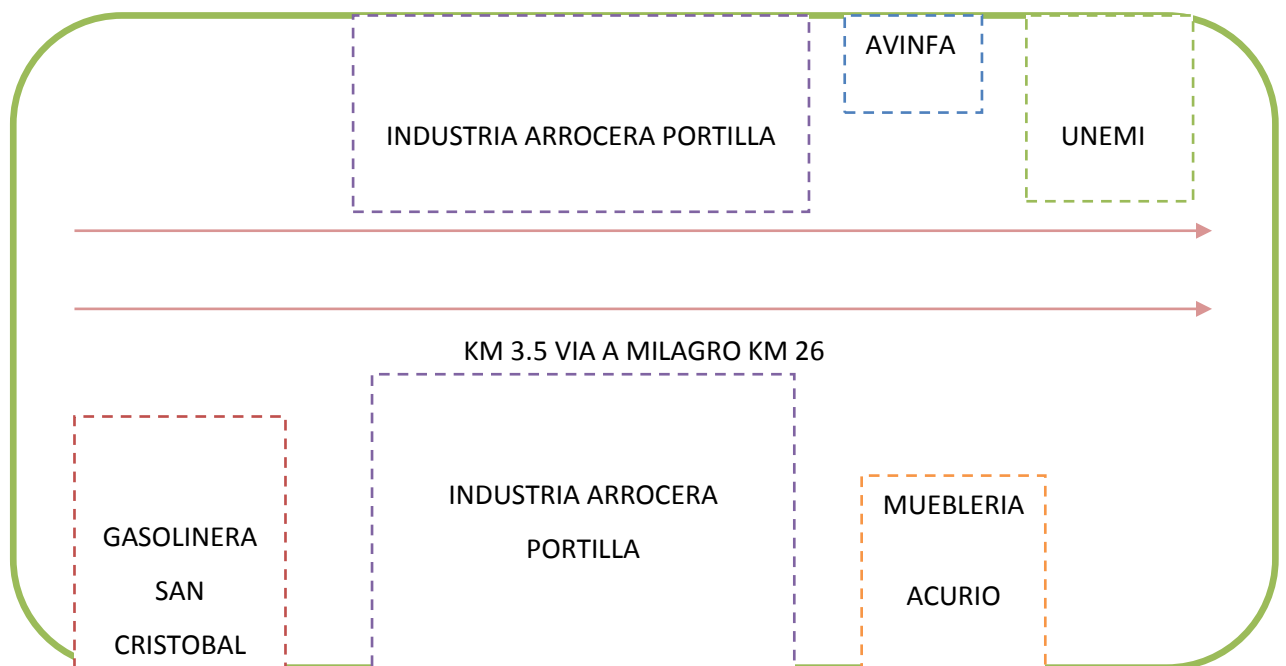 AVINFA
INDUSTRIA ARROCERA PORTILLA
UNEMI
KM 3.5 VIA A MILAGRO KM 26
GASOLINERA
SAN
CRISTOBAL
INDUSTRIA ARROCERA
PORTILLA
MUEBLERIA
ACURIO